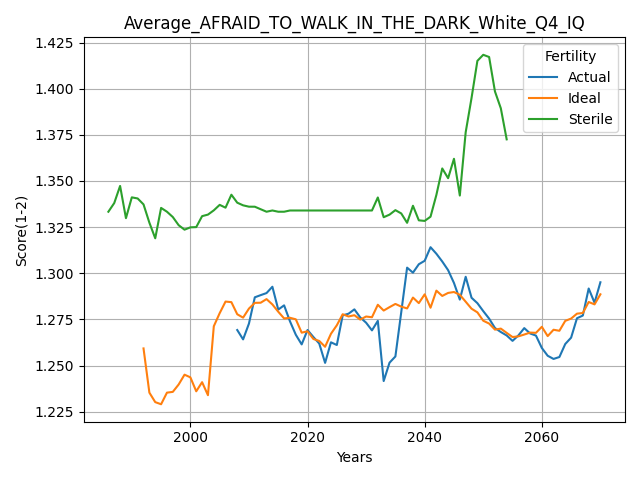 Average_AFRAID_TO_WALK_IN_THE_DARK_White_Q4_IQ
Fertility
Actual
Ideal
Sterile
1.425
1.400
1.375
1.350
1.325
1.300
1.275
1.250
1.225
Score(1-2)
2000
2020
2040
2060
Years